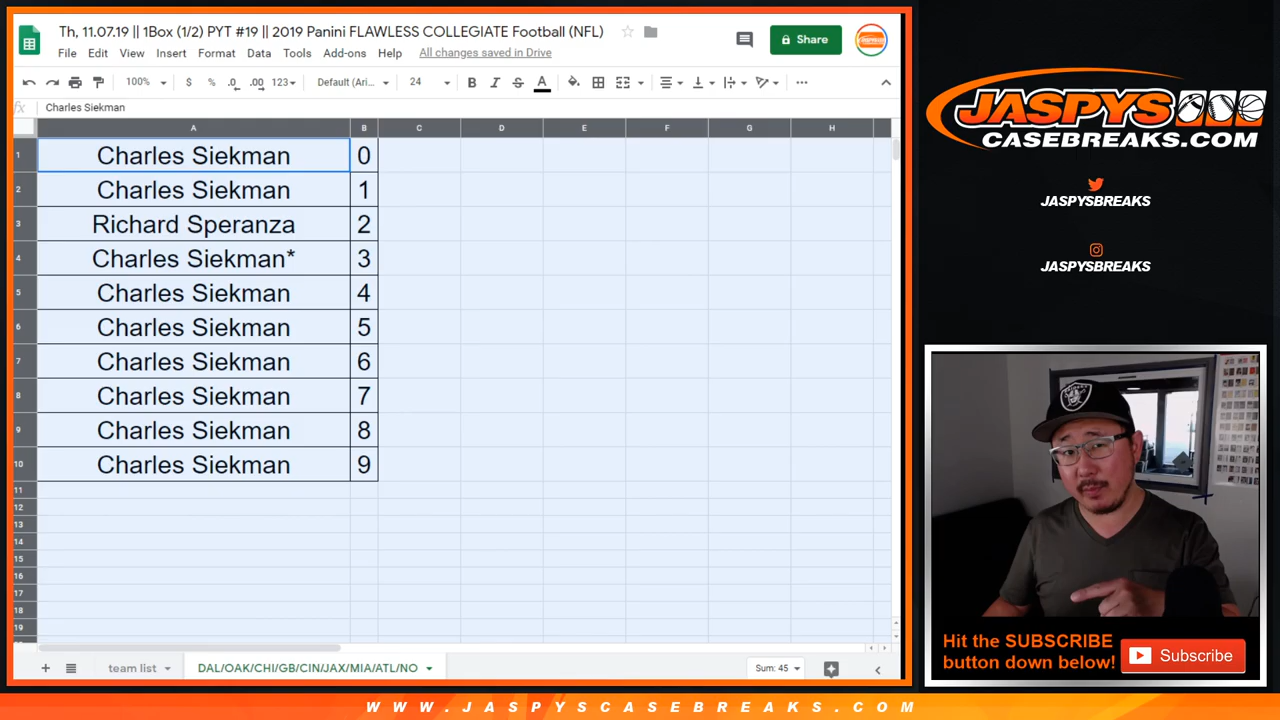 Th, 11.07.19 || 1Box (1/2) PYT #19 || 2019 Panini FLAWLESS COLLEGIATE Football (NFL)
File Edit View Insert Format Data Tools Add-ons Help All changes saved in Drive
Share
100% $ % .0 .00 123 Default (Ari... 24 B I S A
fx Charles Siekman
A B C D E F G H
1 Charles Siekman 0
2 Charles Siekman 1
3 Richard Speranza 2
4 Charles Siekman* 3
5 Charles Siekman 4
6 Charles Siekman 5
7 Charles Siekman 6
8 Charles Siekman 7
9 Charles Siekman 8
10 Charles Siekman 9
11
12
13
14
15
16
17
18
19
team list DAL/OAK/CHI/GB/CIN/JAX/MIA/ATL/NO Sum: 45
JASPYS
CASEBREAKS.COM
JASPYSBREAKS
JASPYSBREAKS
Hit the SUBSCRIBE
button down below!
Subscribe
WWW.JASPYSCASEBREAKS.COM